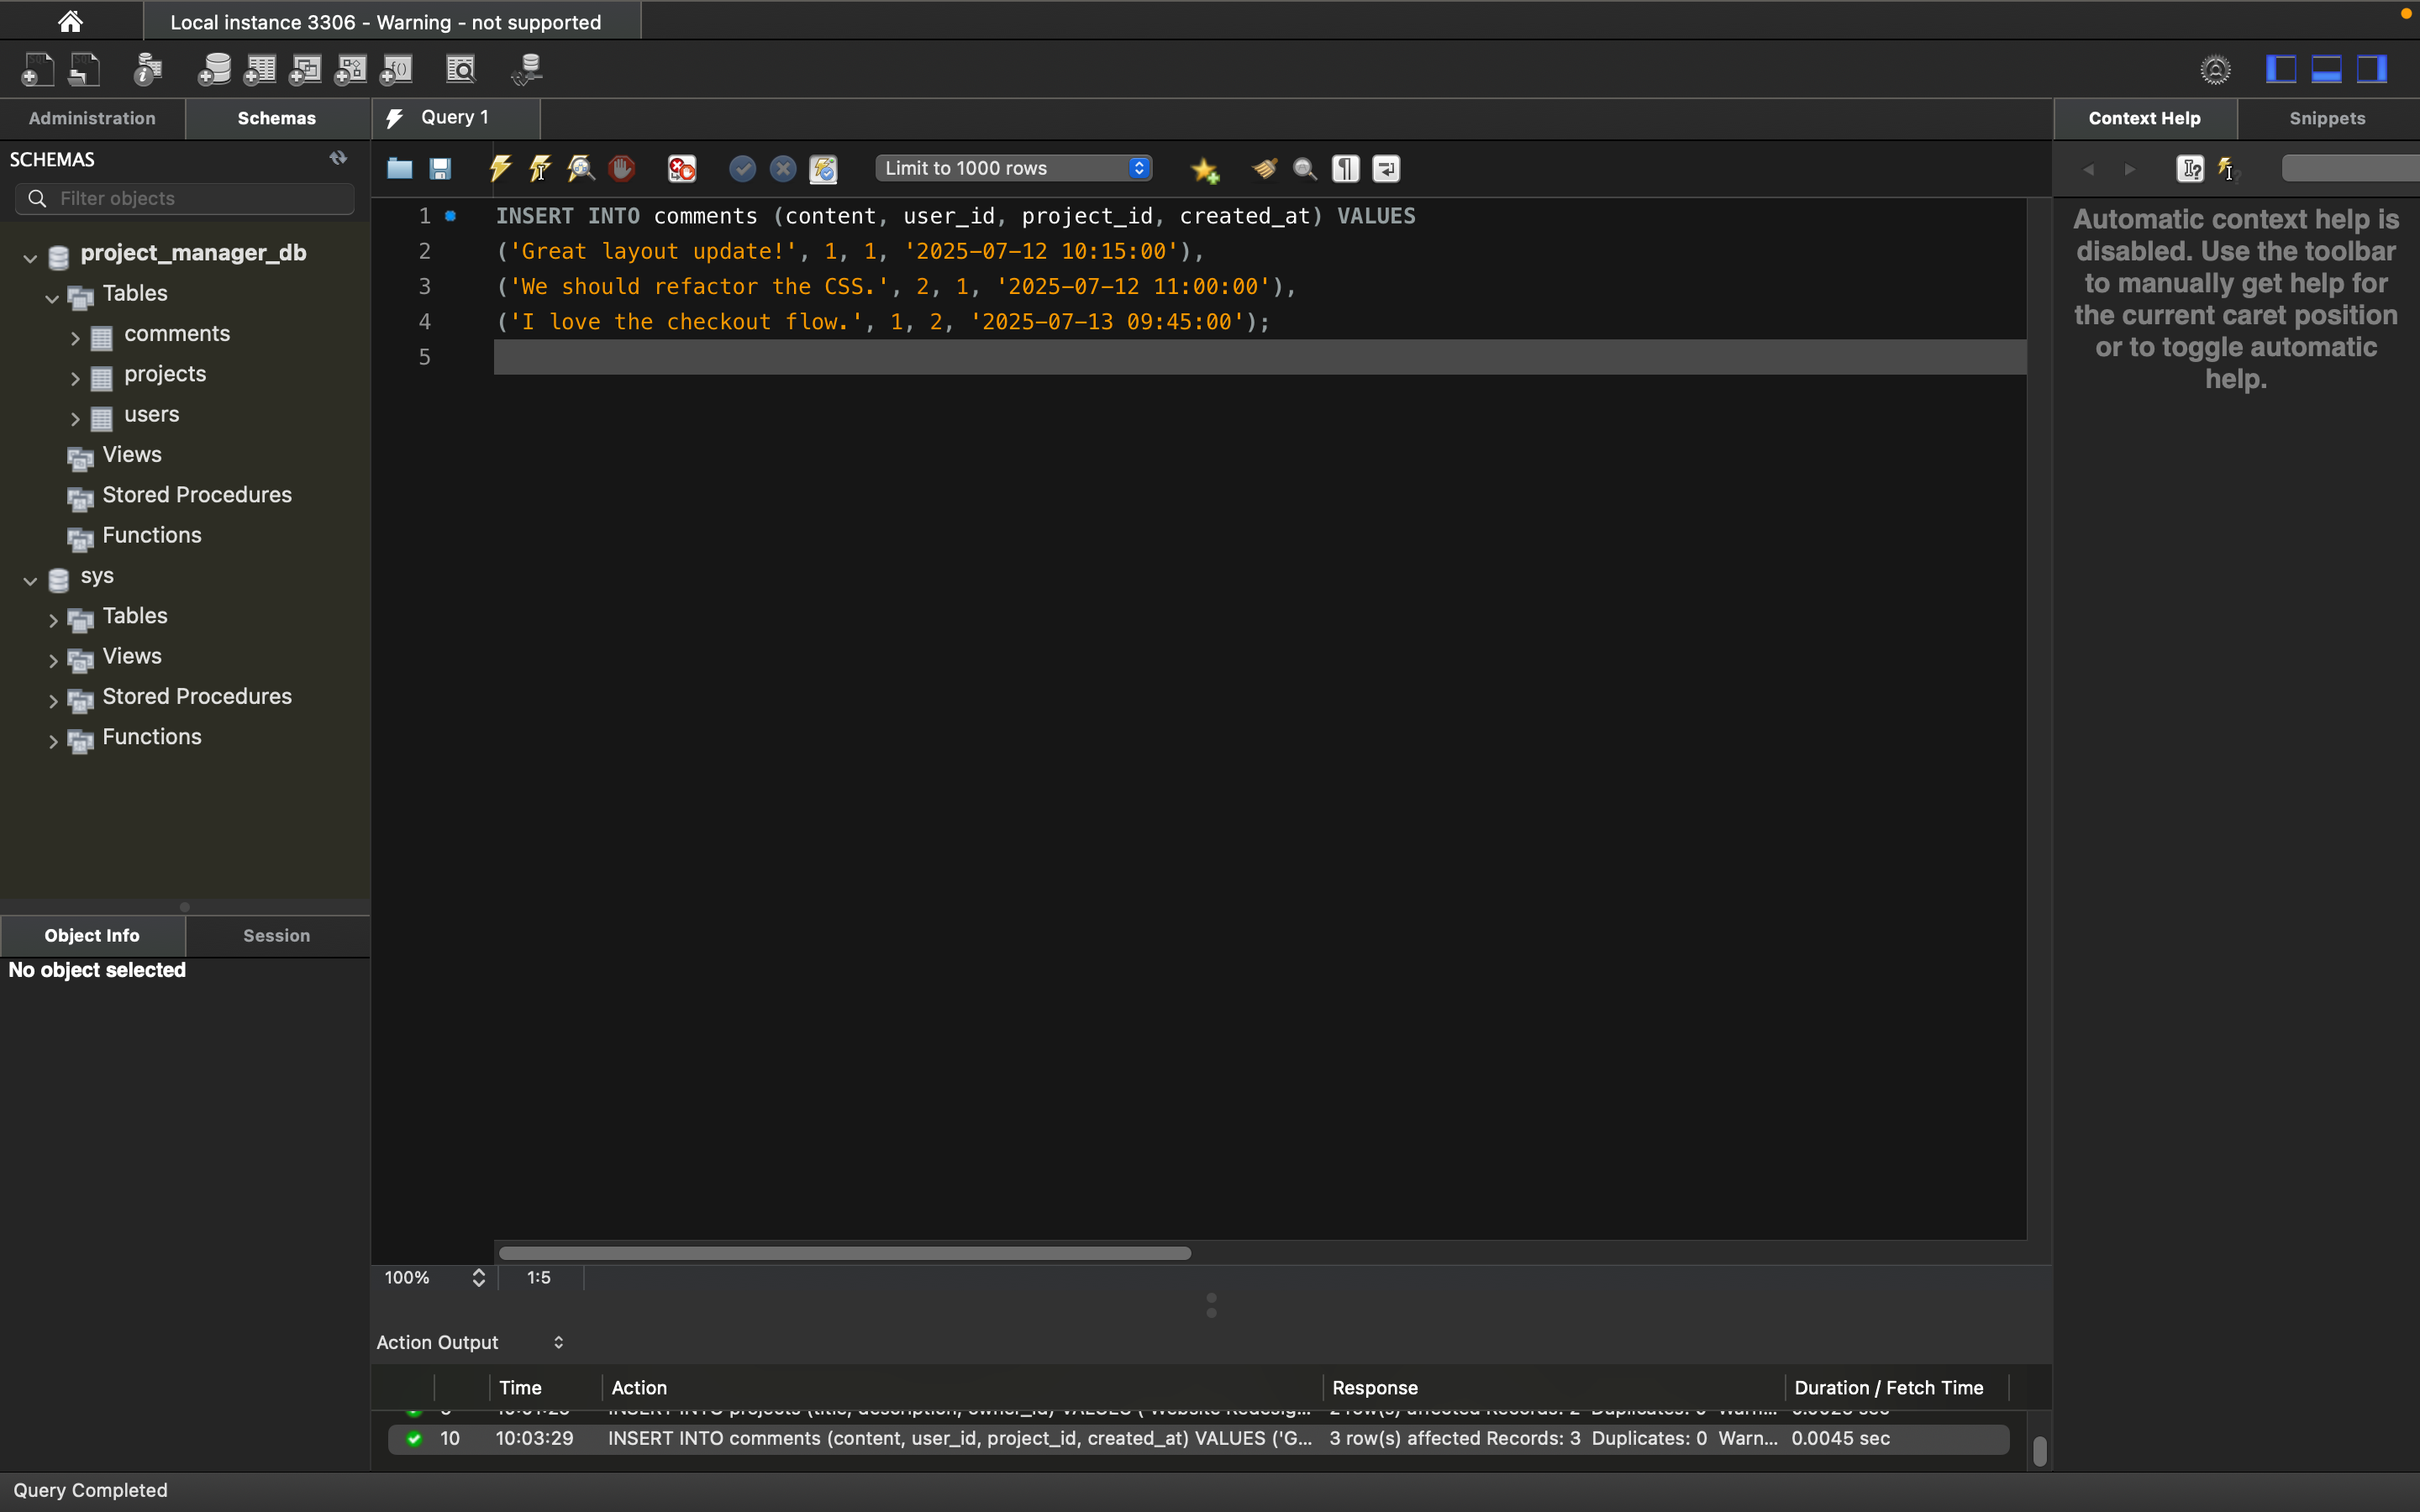 Local instance 3306 - Warning - not supported
Administration
Schemas
Query 1
Context Help
Snippets
SCHEMAS
Filter objects
Limit to 1000 rows
project_manager_db
Tables
comments
projects
users
Views
Stored Procedures
Functions
sys
Tables
Views
Stored Procedures
Functions
Object Info
Session
No object selected
1 INSERT INTO comments (content, user_id, project_id, created_at) VALUES
2 ('Great layout update!', 1, 1, '2025-07-12 10:15:00'),
3 ('We should refactor the CSS.', 2, 1, '2025-07-12 11:00:00'),
4 ('I love the checkout flow.', 1, 2, '2025-07-13 09:45:00');
5
Automatic context help is
disabled. Use the toolbar
to manually get help for
the current caret position
or to toggle automatic
help.
100%
1:5
Action Output
Time Action Response Duration / Fetch Time
INSERT INTO projects (title, description, owner_id) VALUES
10 10:03:29 INSERT INTO comments (content, user_id, project_id, created_at) VALUES ('G... 3 row(s) affected Records: 3 Duplicates: 0 Warn... 0.0045 sec
Query Completed